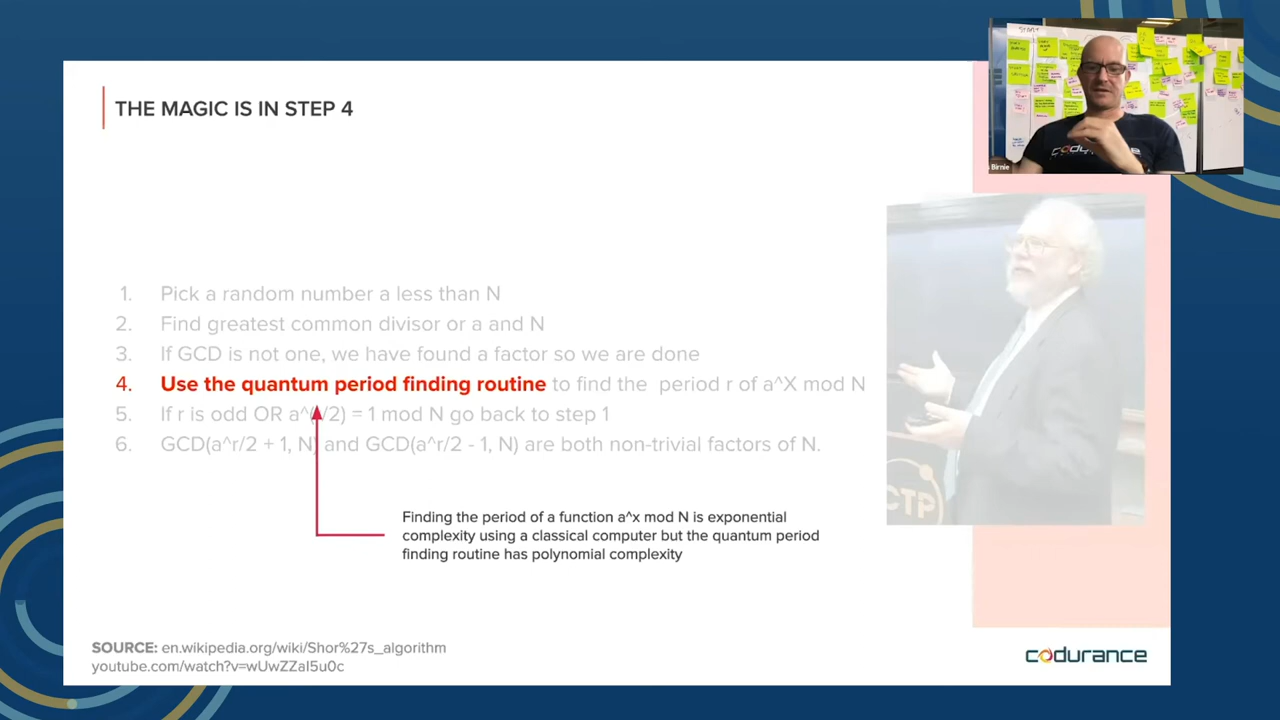 THE MAGIC IS IN STEP 4
START
codurance
Birnie
1. Pick a random number a less than N
2. Find greatest common divisor or a and N
3. If GCD is not one, we have found a factor so we are done
4. Use the quantum period finding routine to find the period r of a^X mod N
5. If r is odd OR a^(r/2) = 1 mod N go back to step 1
6. GCD(a^r/2 + 1, N) and GCD(a^r/2 - 1, N) are both non-trivial factors of N.
CTP
Finding the period of a function a^x mod N is exponential
complexity using a classical computer but the quantum period
finding routine has polynomial complexity
SOURCE: en.wikipedia.org/wiki/Shor%27s_algorithm
youtube.com/watch?v=wUwZZaI5u0c
codurance